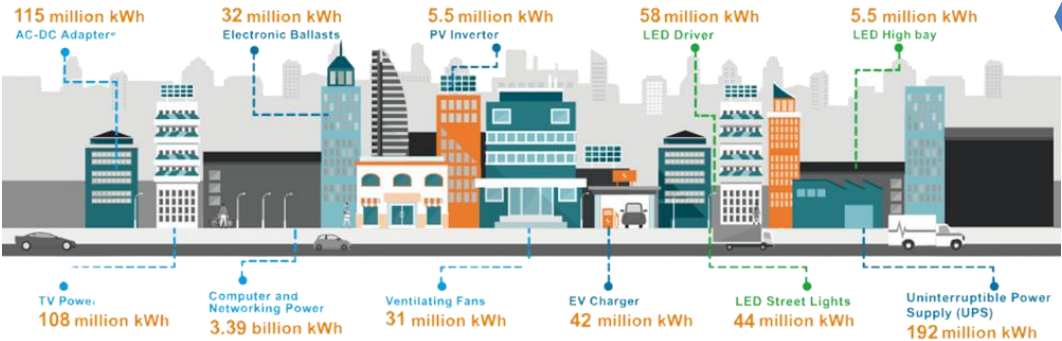 115 million kWh
AC-DC Adapters
32 million kWh
Electronic Ballasts
5.5 million kWh
PV Inverter
58 million kWh
LED Driver
5.5 million kWh
LED High bay
TV Power
108 million kWh
Computer and
Networking Power
3.39 billion kWh
Ventilating Fans
31 million kWh
EV Charger
42 million kWh
LED Street Lights
44 million kWh
Uninterruptible Power
Supply (UPS)
192 million kWh